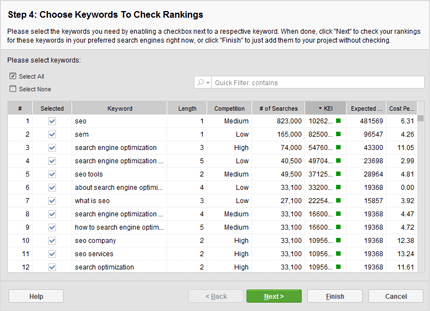 Step 4: Choose Keywords To Check Rankings
Please select the keywords you need by enabling a checkbox next to a respective keyword. When done, click "Next" to check your rankings
for these keywords in your preferred search engines right now, or click "Finish" to just add them to your project without checking.
Please select keywords:
Select All
Select None
Quick Filter: contains
# Selected Keyword Length Competition # of Searches KEI Expected ... Cost Pe...
1 seo 1 Medium 823,000 10262... 481569 6.31
2 sem 1 Low 165,000 82500... 96547 4.26
3 search engine optimization 3 High 74,000 54760... 43300 11.05
4 search engine optimization ... 5 Low 40,500 49704... 23698 2.99
5 seo tools 2 Medium 49,500 37125... 28964 4.81
6 about search engine optimi... 4 Low 33,100 33200... 19368 0.00
7 what is seo 3 Low 27,100 22254... 15857 3.92
8 search engine optimization ... 4 Medium 33,100 16600... 19368 4.47
9 how to search engine optimi... 5 Medium 33,100 16600... 19368 4.72
10 seo company 2 High 33,100 10956... 19368 12.38
11 seo services 2 High 33,100 10956... 19368 13.24
12 search optimization 2 High 33,100 10956... 19368 11.61
Help < Back Next > Finish Cancel